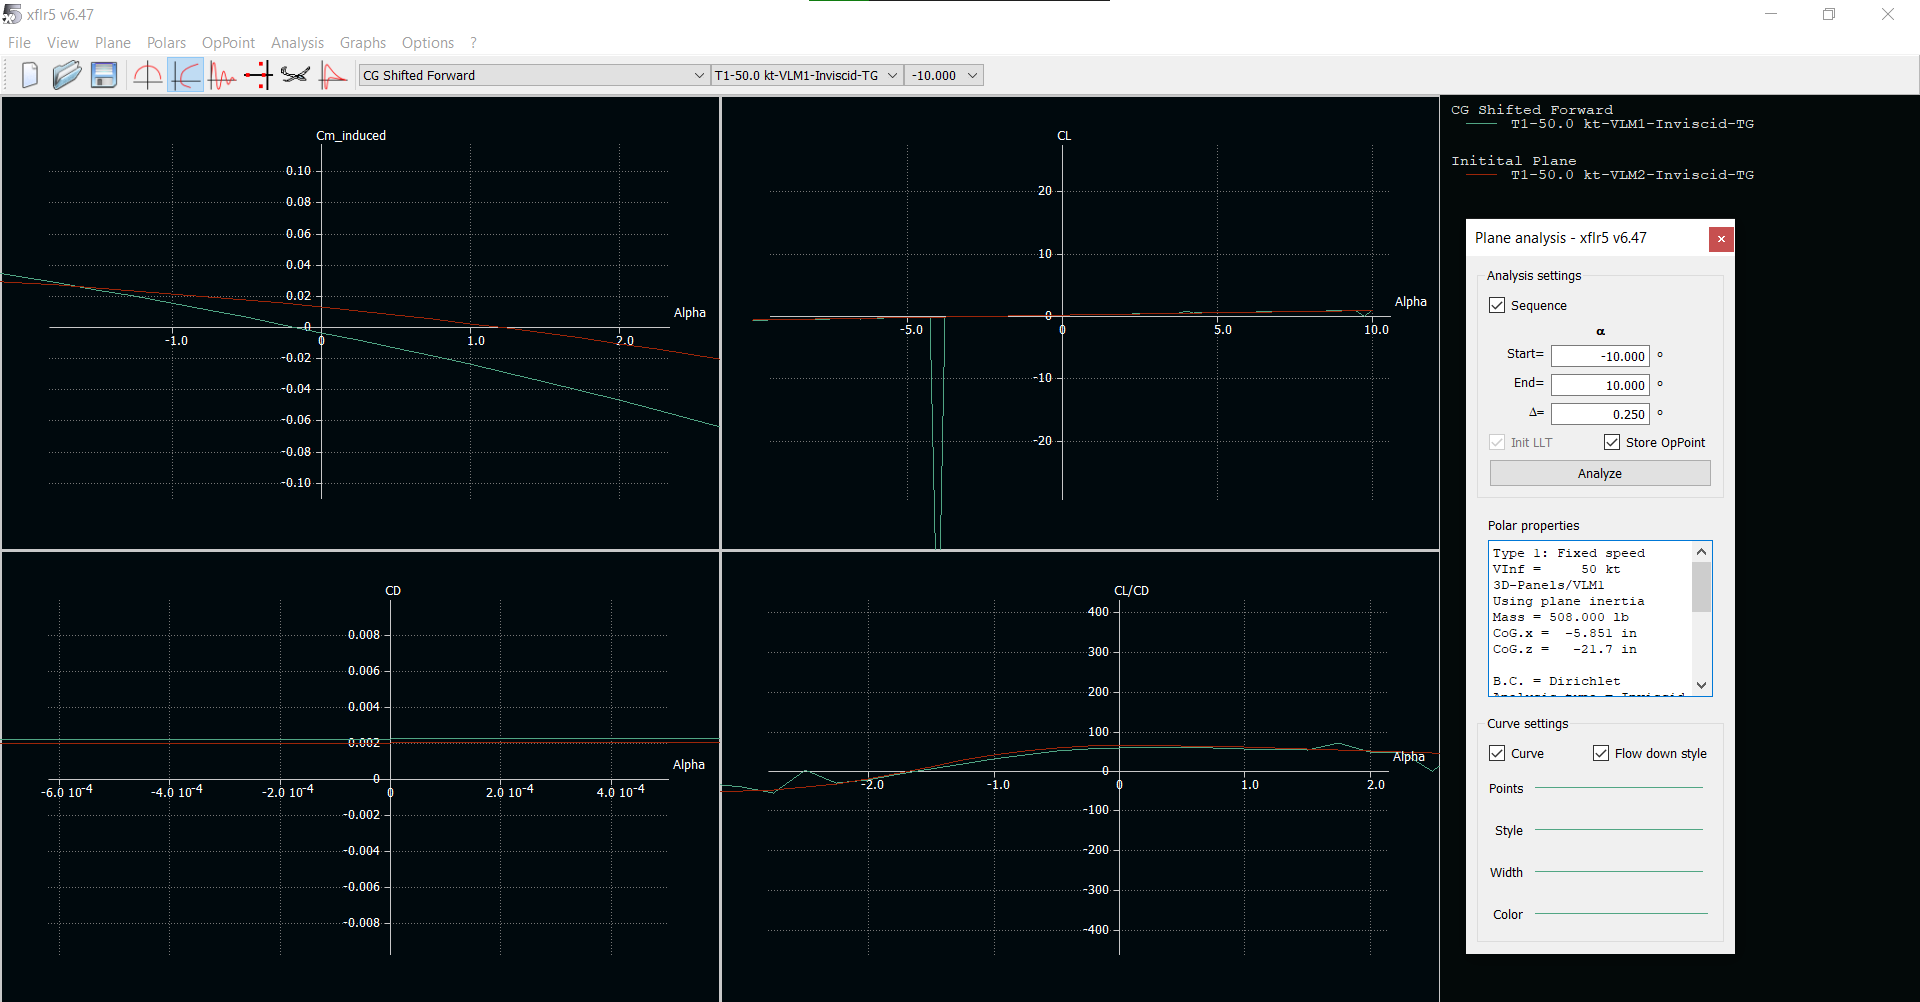 xflr5 v6.47
File View Plane Polars OpPoint Analysis Graphs Options ?
CG Shifted Forward T1-50.0 kt-VLM1-Inviscid-TG -10.000
Cm_induced
0.10
0.08
0.06
0.04
0.02
0
Alpha
-1.0 0 1.0 2.0
-0.02
-0.04
-0.06
-0.08
-0.10
CL
20
10
0
Alpha
-5.0 0 5.0 10.0
-10
-20
CD
0.008
0.006
0.004
0.002
0
Alpha
-6.0 10-4 -4.0 10-4 -2.0 10-4 0 2.0 10-4 4.0 10-4
-0.002
-0.004
-0.006
-0.008
CL/CD
400
300
200
100
0
Alpha
-2.0 -1.0 0 1.0 2.0
-100
-200
-300
-400
CG Shifted Forward
T1-50.0 kt-VLM1-Inviscid-TG
Initital Plane
T1-50.0 kt-VLM2-Inviscid-TG
Plane analysis - xflr5 v6.47
Analysis settings
Sequence
α
Start= -10.000 °
End= 10.000 °
Δ= 0.250 °
Init LLT Store OpPoint
Analyze
Polar properties
Type 1: Fixed speed
VInf = 50 kt
3D-Panels/VLM1
Using plane inertia
Mass = 508.000 lb
CoG.x = -5.851 in
CoG.z = -21.7 in
B.C. = Dirichlet
Analysis type = Inviscid
Curve settings
Curve Flow down style
Points
Style
Width
Color